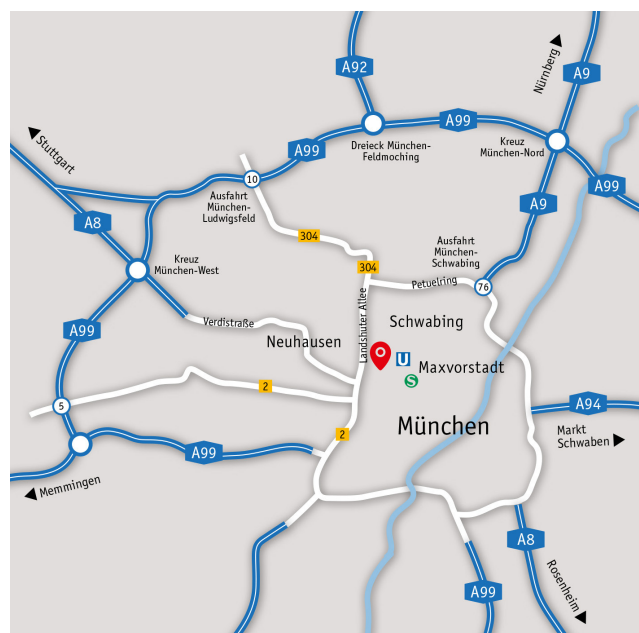 A92
A9
Nürnberg
A99
Dreieck München-
Feldmoching
Kreuz
München-Nord
A99
A99
Stuttgart
10
Ausfahrt
München-
Ludwigsfeld
A9
A8
304
Ausfahrt
München-
Schwabing
Kreuz
München-West
304
Petuelring
76
Landshuter Allee
Verdistraße
Schwabing
A99
Neuhausen
U
Maxvorstadt
S
2
5
A94
München
Markt
Schwaben
2
A99
Memmingen
A8
Rosenheim
A99